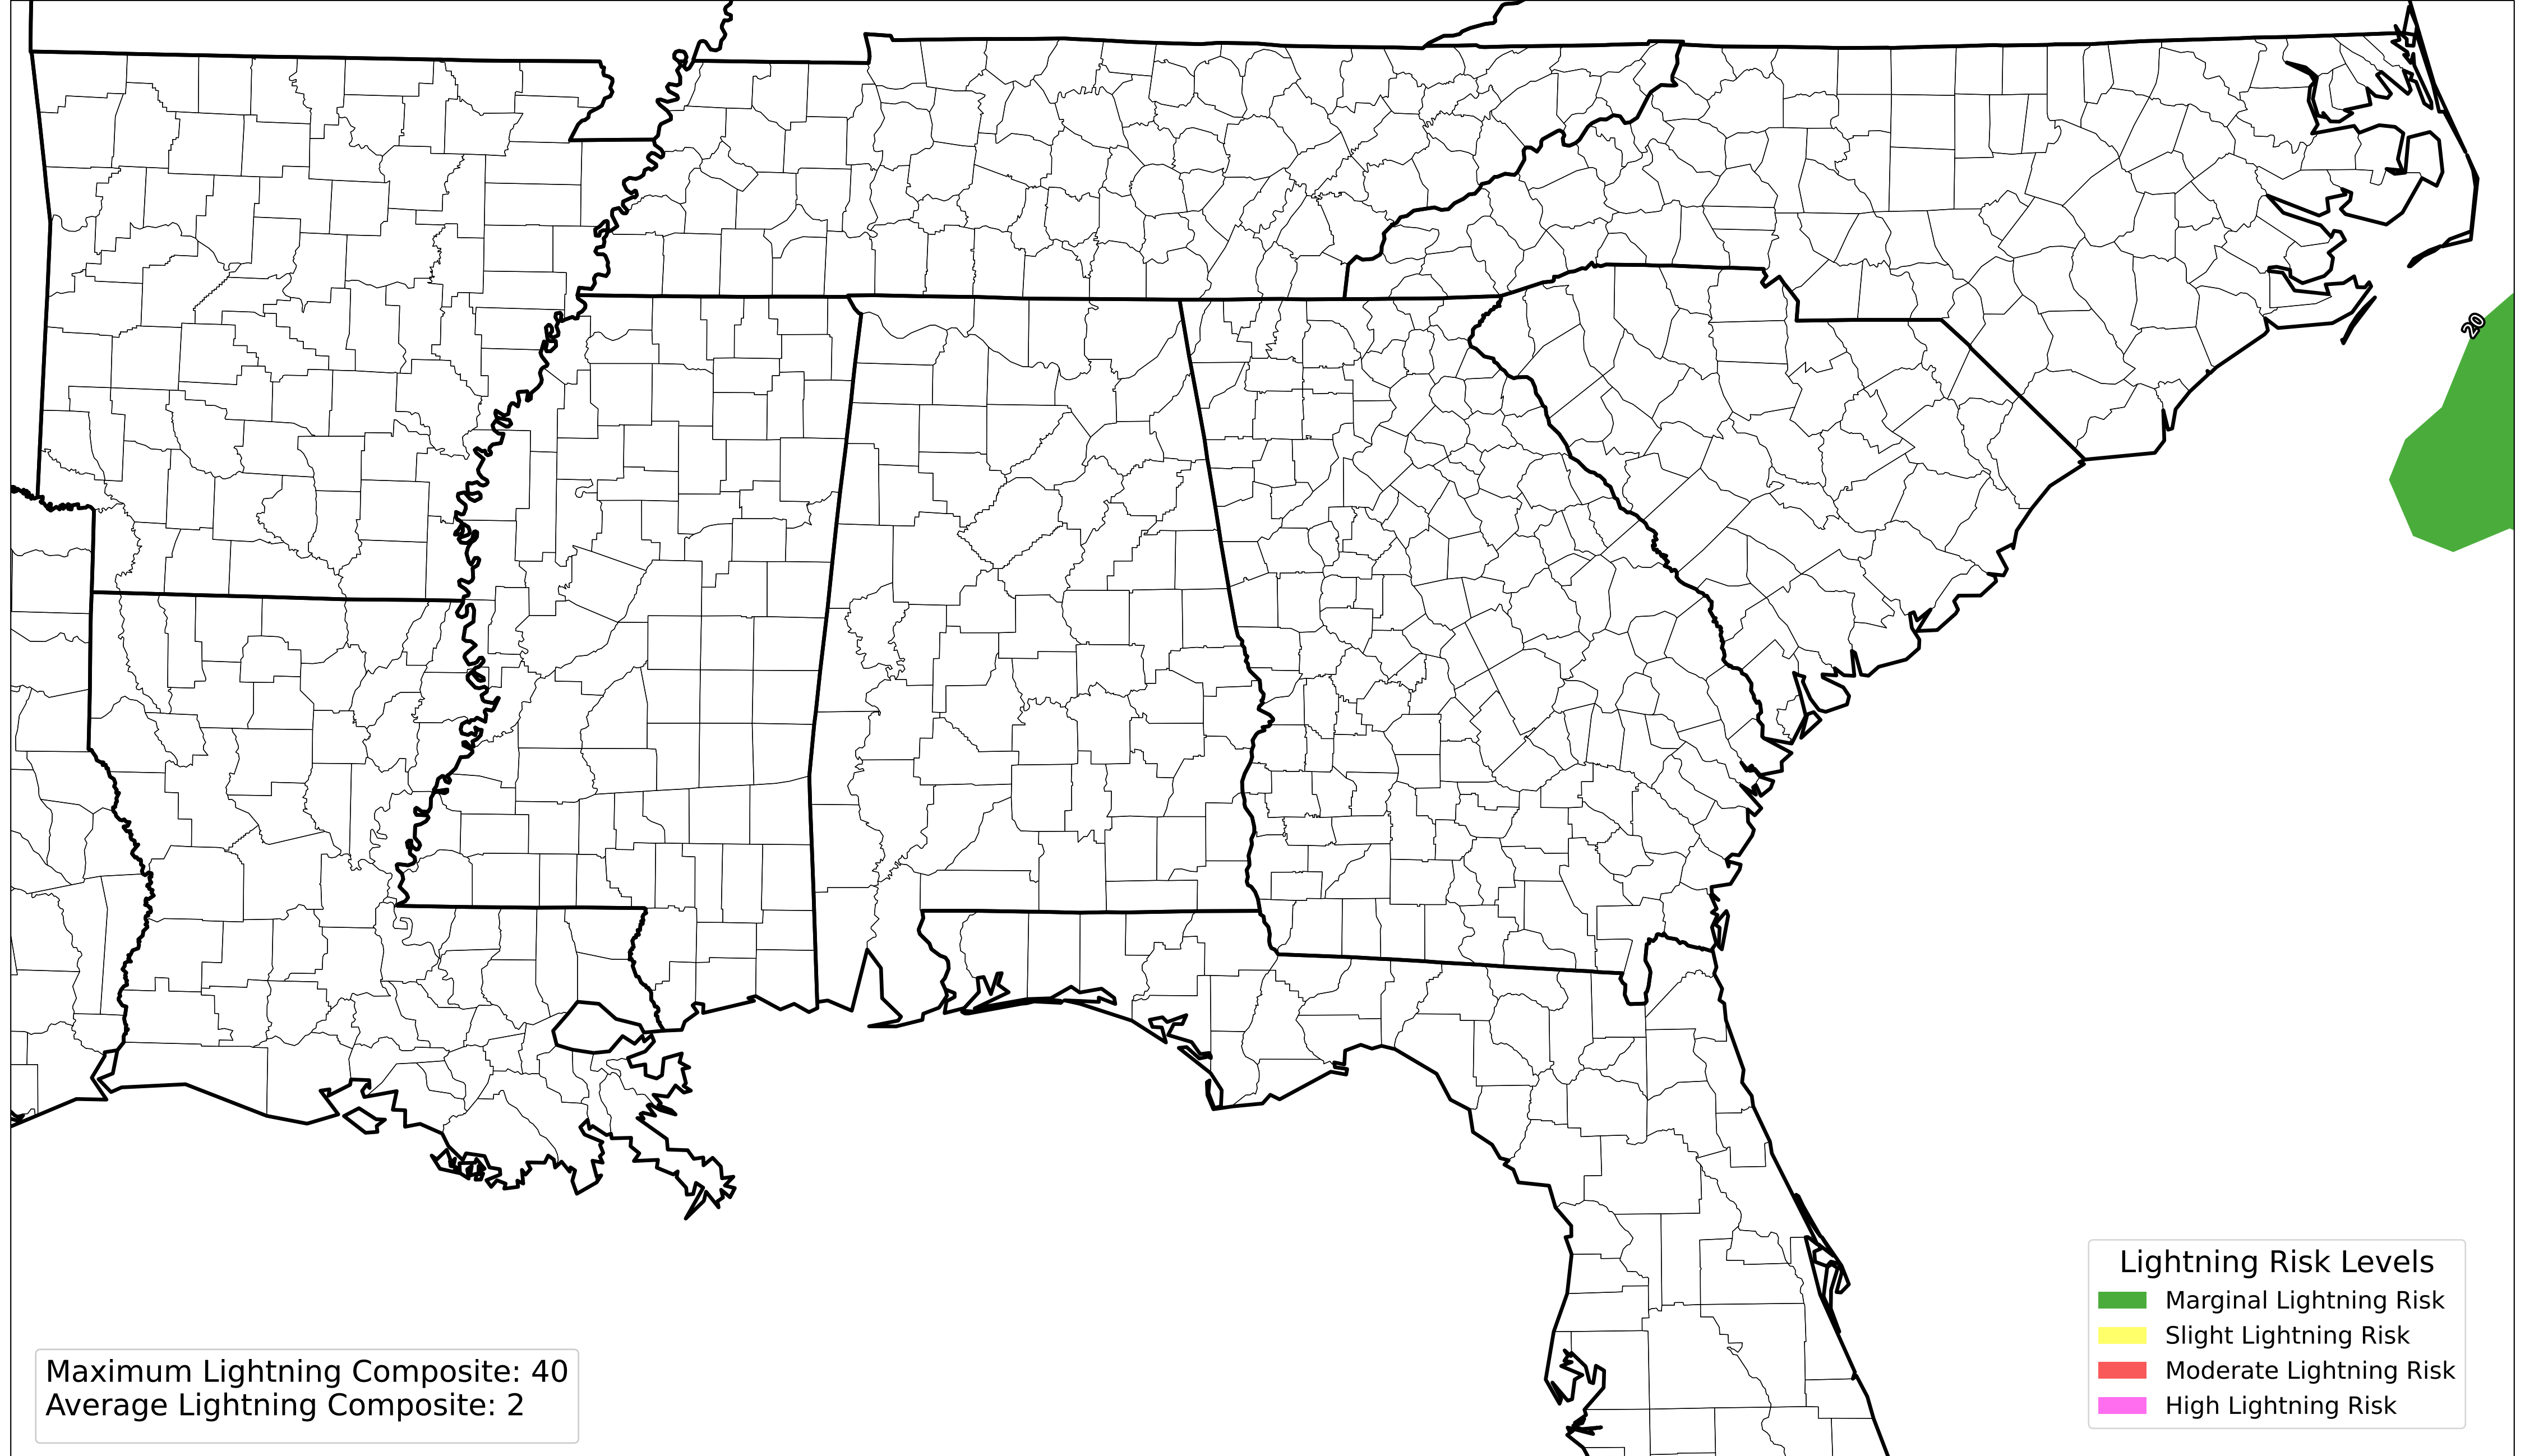 20
Lightning Risk Levels
Marginal Lightning Risk
Slight Lightning Risk
Moderate Lightning Risk
High Lightning Risk
Maximum Lightning Composite: 40
Average Lightning Composite: 2